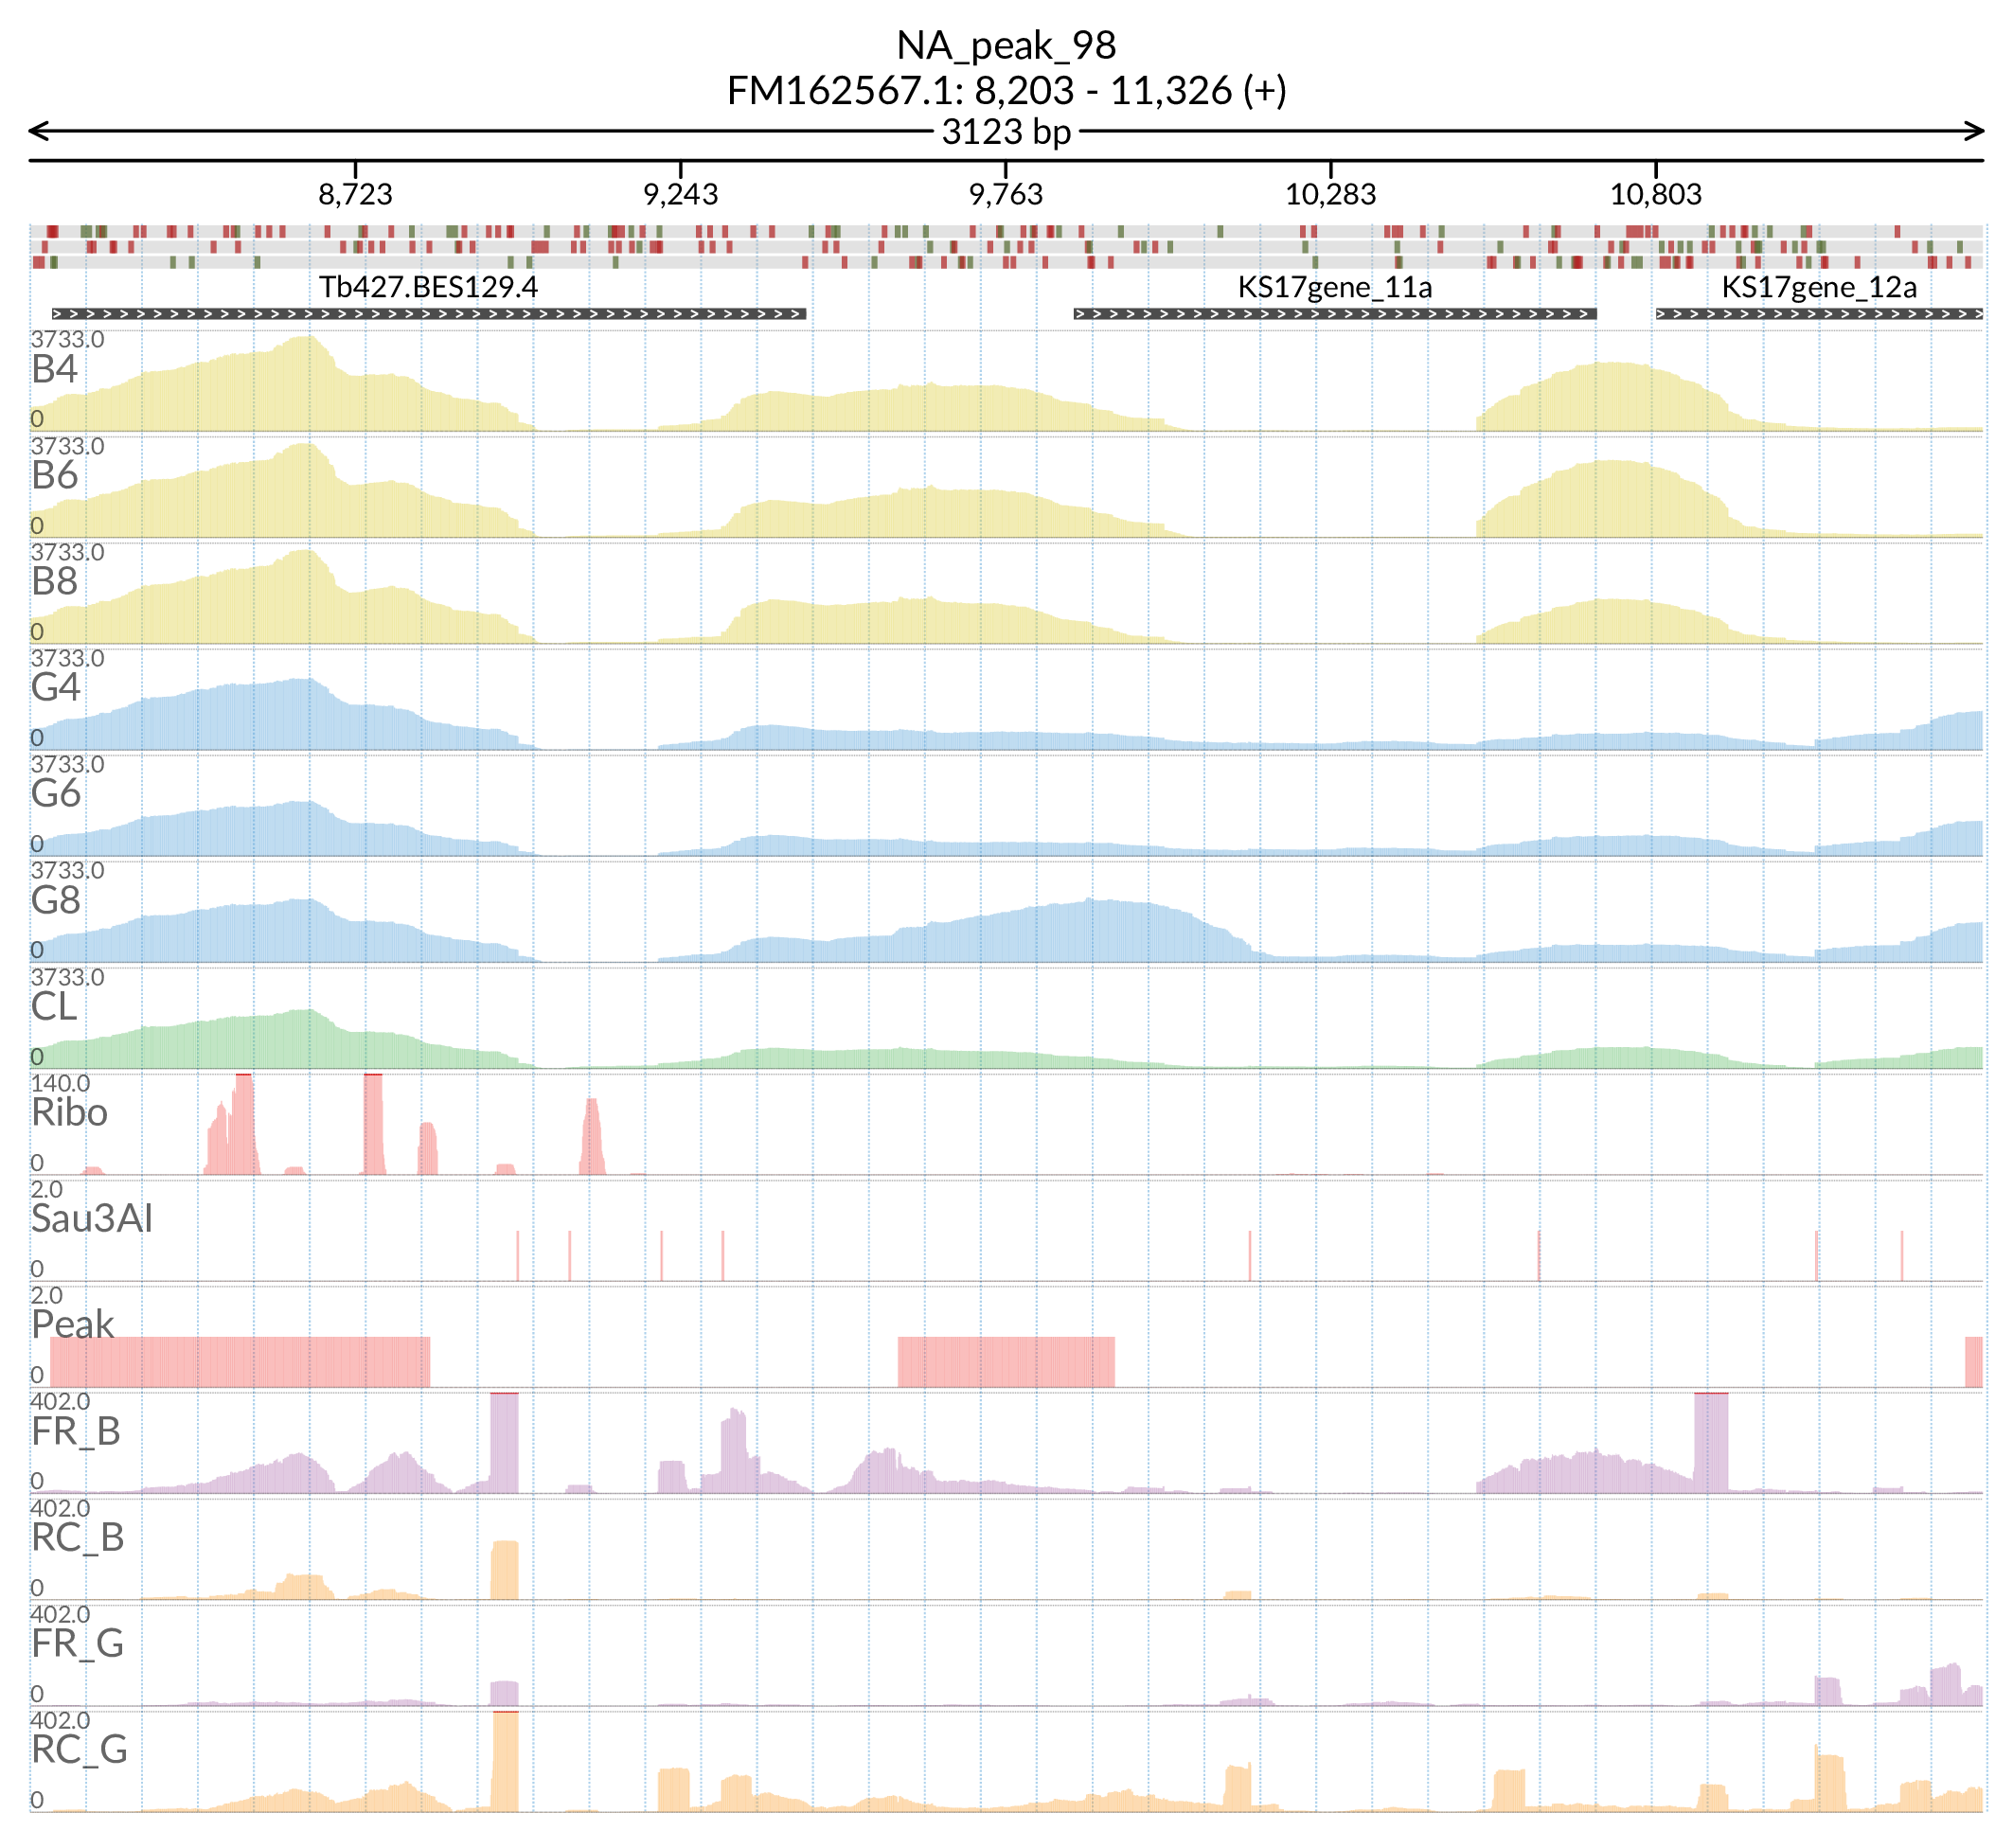 NA_peak_98
FM162567.1: 8,203 - 11,326 (+)
3123 bp
8,723 9,243 9,763 10,283 10,803
Tb427.BES129.4 KS17gene_11a KS17gene_12a
3733.0
B4
0
3733.0
B6
0
3733.0
B8
0
3733.0
G4
0
3733.0
G6
0
3733.0
G8
0
3733.0
CL
0
140.0
Ribo
0
2.0
Sau3AI
0
2.0
Peak
0
402.0
FR_B
0
402.0
RC_B
0
402.0
FR_G
0
402.0
RC_G
0